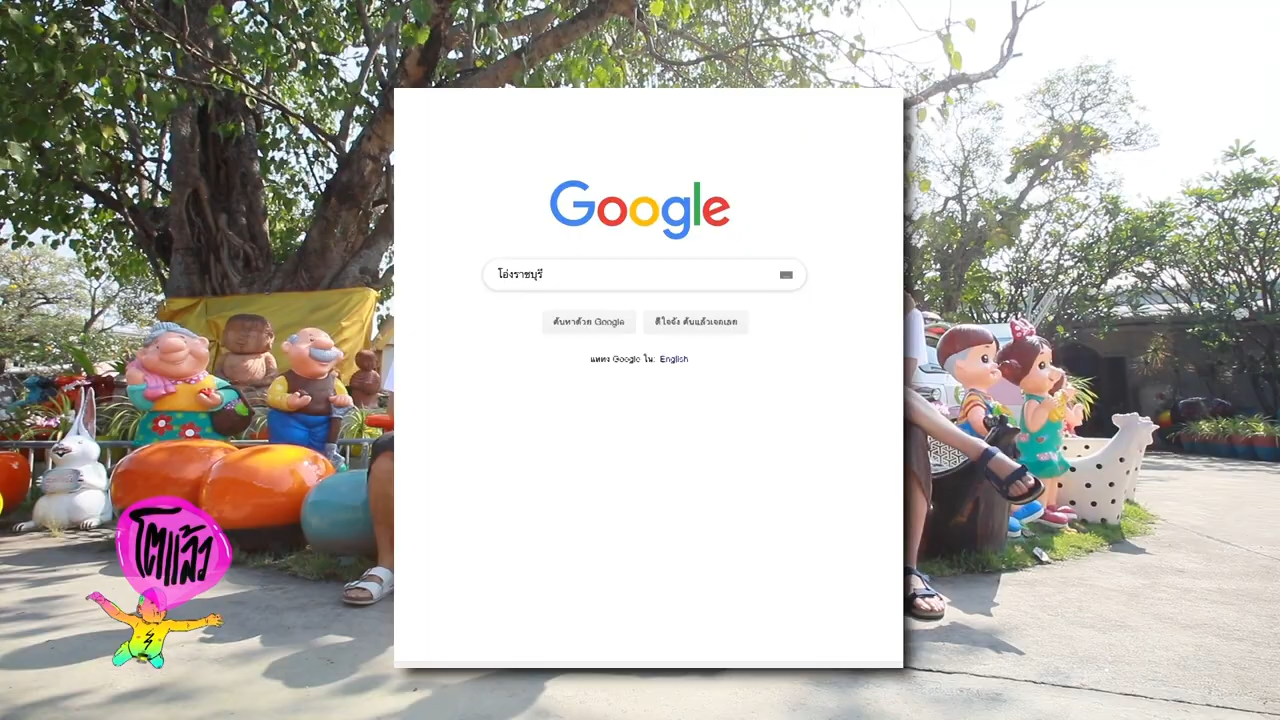 Google
โอ่งราชบุรี
ค้นหาด้วย Google
ดีใจจัง ค้นแล้วเจอเลย
แสดง Google ใน: English
โตแล้ว